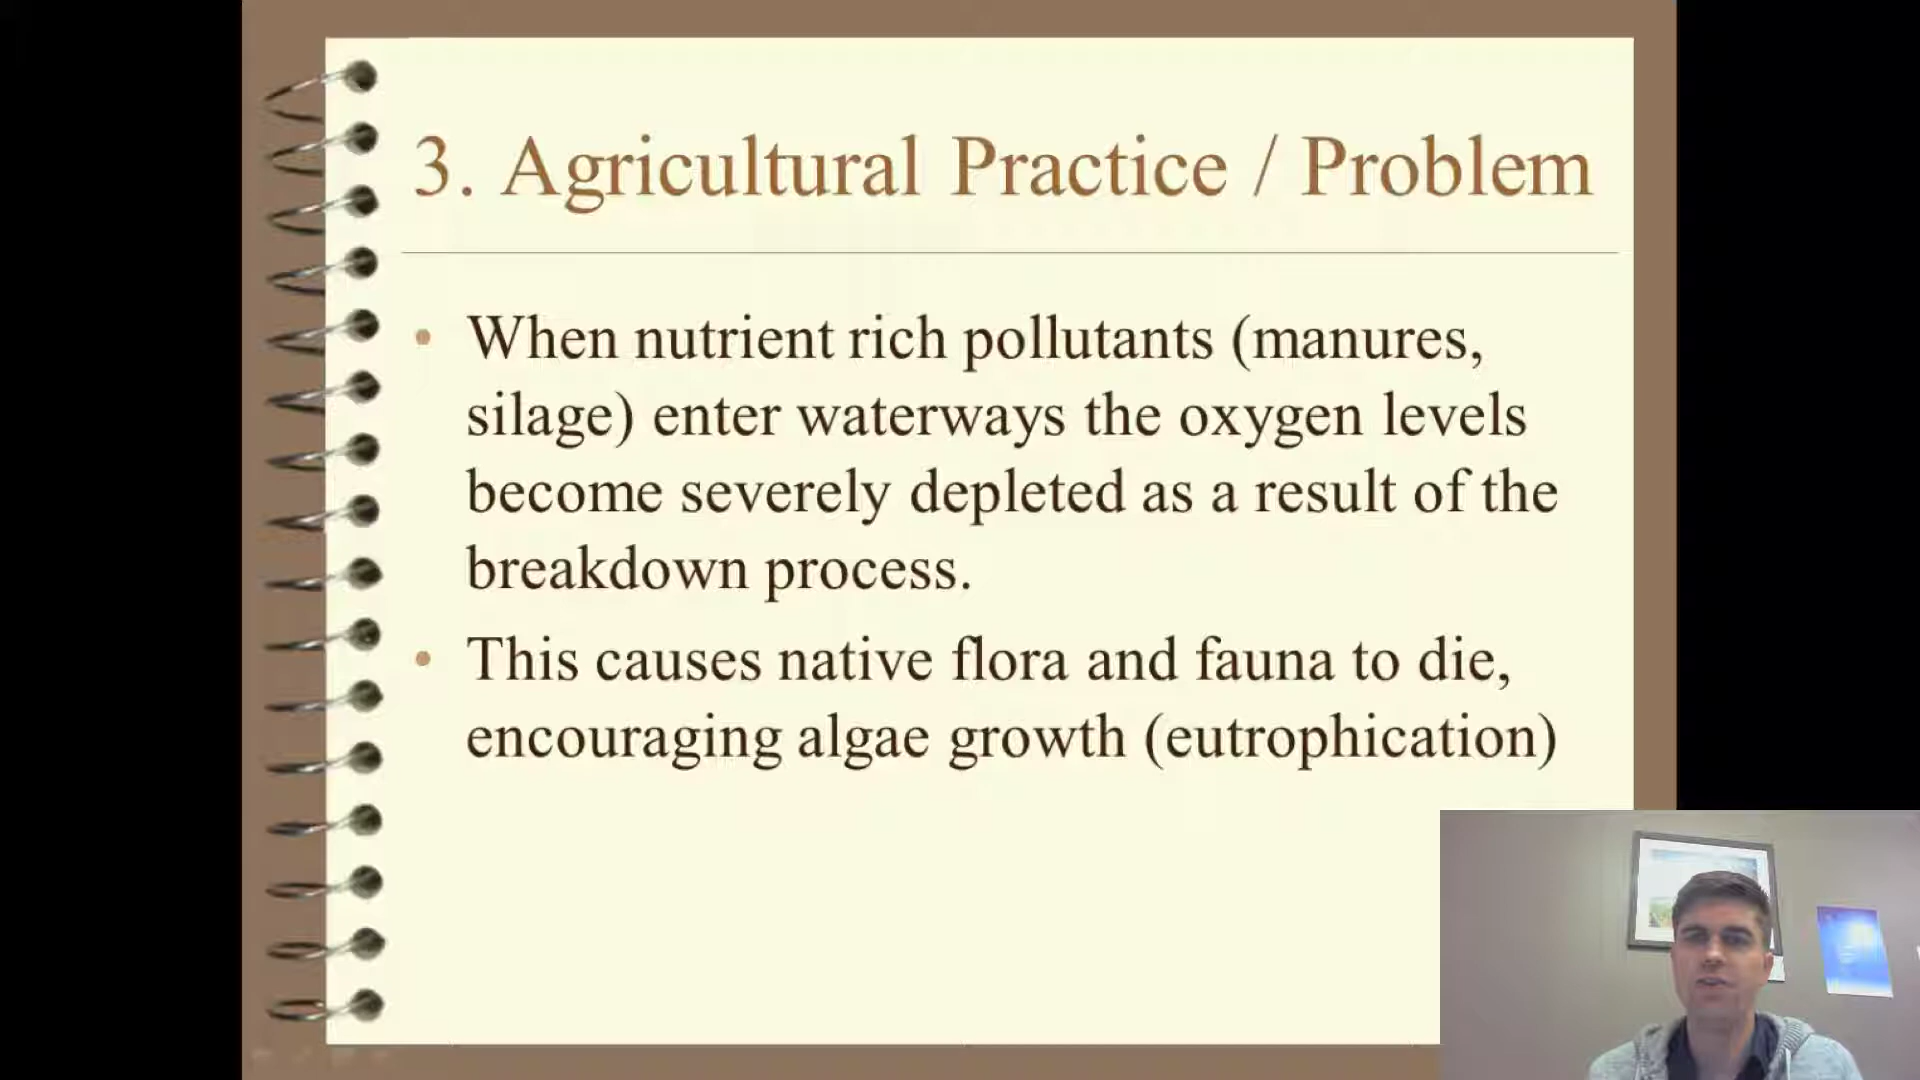 3. Agricultural Practice / Problem
• When nutrient rich pollutants (manures,
silage) enter waterways the oxygen levels
become severely depleted as a result of the
breakdown process.
• This causes native flora and fauna to die,
encouraging algae growth (eutrophication)